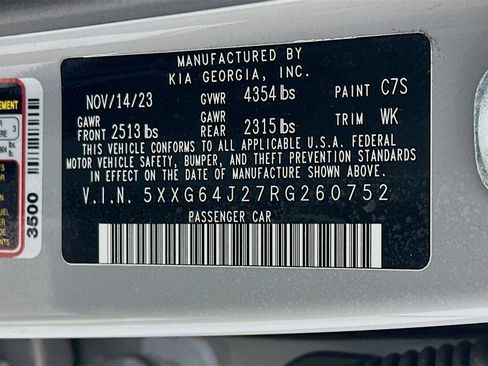 MANUFACTURED BY
KIA GEORGIA, INC.
NOV/14/23 GVWR 4354 lbs PAINT C7S
GAWR GAWR
FRONT 2513 lbs REAR 2315 lbs TRIM WK
THIS VEHICLE CONFORMS TO ALL APPLICABLE U.S.A. FEDERAL
MOTOR VEHICLE SAFETY, BUMPER, AND THEFT PREVENTION STANDARDS
IN EFFECT ON THE DATE OF MANUFACTURE SHOWN ABOVE.
V.I.N. 5XXG64J27RG260752
PASSENGER CAR
3500